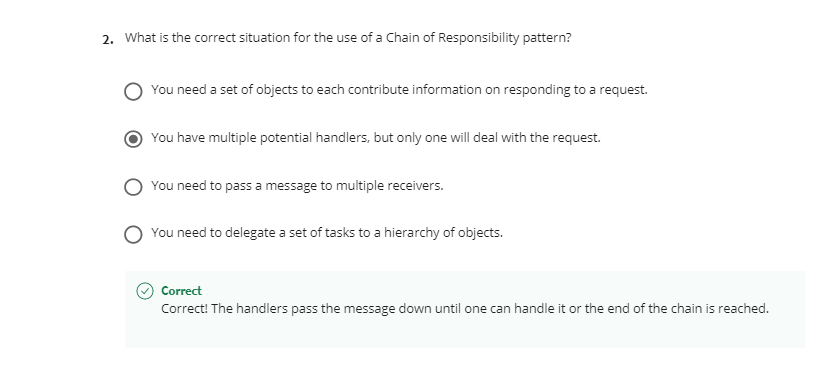 2. What is the correct situation for the use of a Chain of Responsibility pattern?
You need a set of objects to each contribute information on responding to a request.
You have multiple potential handlers, but only one will deal with the request.
You need to pass a message to multiple receivers.
You need to delegate a set of tasks to a hierarchy of objects.
Correct
Correct! The handlers pass the message down until one can handle it or the end of the chain is reached.